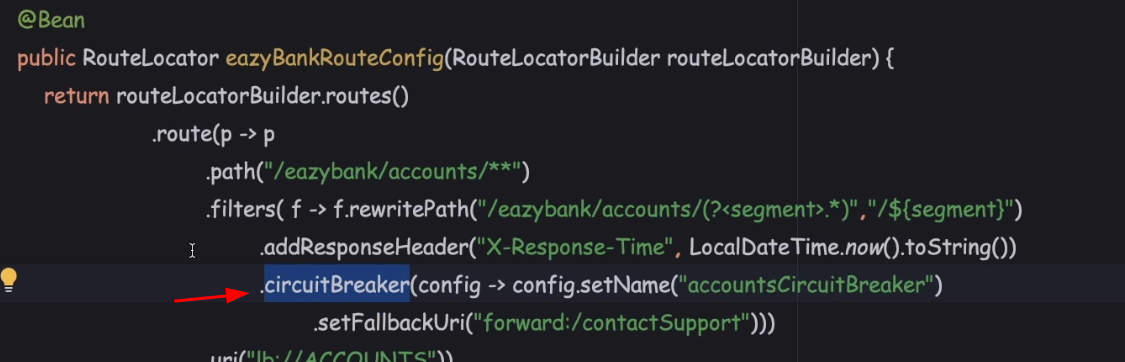 @Bean
public RouteLocator eazyBankRouteConfig(RouteLocatorBuilder routeLocatorBuilder) {
return routeLocatorBuilder.routes()
.route(p -> p
.path("/eazybank/accounts/**")
.filters( f -> f.rewritePath("/eazybank/accounts/(?<segment>.*)","/${segment}")
.addResponseHeader("X-Response-Time", LocalDateTime.now().toString())
.circuitBreaker(config -> config.setName("accountsCircuitBreaker")
.setFallbackUri("forward:/contactSupport")))
.uri("lb://ACCOUNTS"))